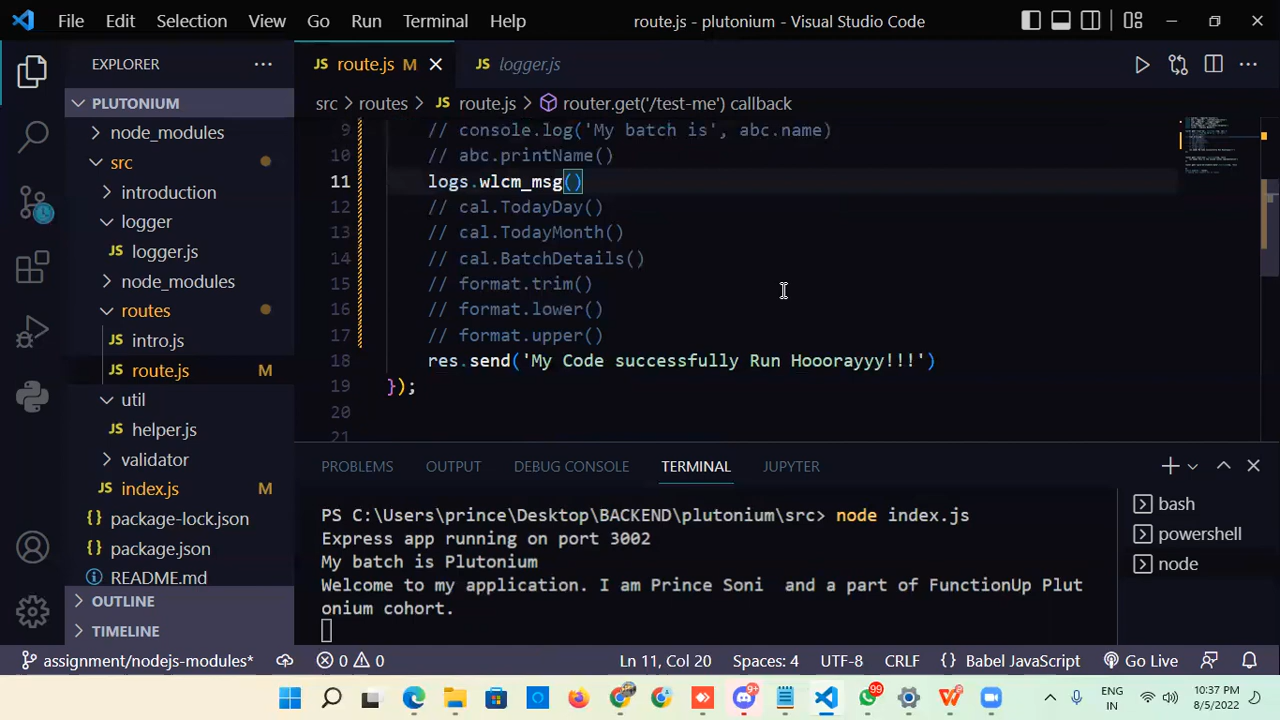 File Edit Selection View Go Run Terminal Help route.js - plutonium - Visual Studio Code
EXPLORER
route.js M logger.js
PLUTONIUM
src > routes > JS route.js > router.get('/test-me') callback
node_modules
src
introduction
logger
JS logger.js
node_modules
routes
JS intro.js
JS route.js M
util
JS helper.js
validator
JS index.js M
{} package-lock.json
{} package.json
README.md
OUTLINE
TIMELINE
9 // console.log('My batch is', abc.name)
10 // abc.printName()
11 logs.wlcm_msg()
12 // cal.TodayDay()
13 // cal.TodayMonth()
14 // cal.BatchDetails()
15 // format.trim()
16 // format.lower()
17 // format.upper()
18 res.send('My Code successfully Run Hooorayyy!!!')
19 });
20
21
PROBLEMS OUTPUT DEBUG CONSOLE TERMINAL JUPYTER
PS C:\Users\prince\Desktop\BACKEND\plutonium\src> node index.js
Express app running on port 3002
My batch is Plutonium
Welcome to my application. I am Prince Soni  and a part of FunctionUp Plut
onium cohort.
bash
powershell
node
assignment/nodejs-modules* 0 0 Ln 11, Col 20 Spaces: 4 UTF-8 CRLF {} Babel JavaScript Go Live
9+ 99 ENG IN 10:37 PM 8/5/2022